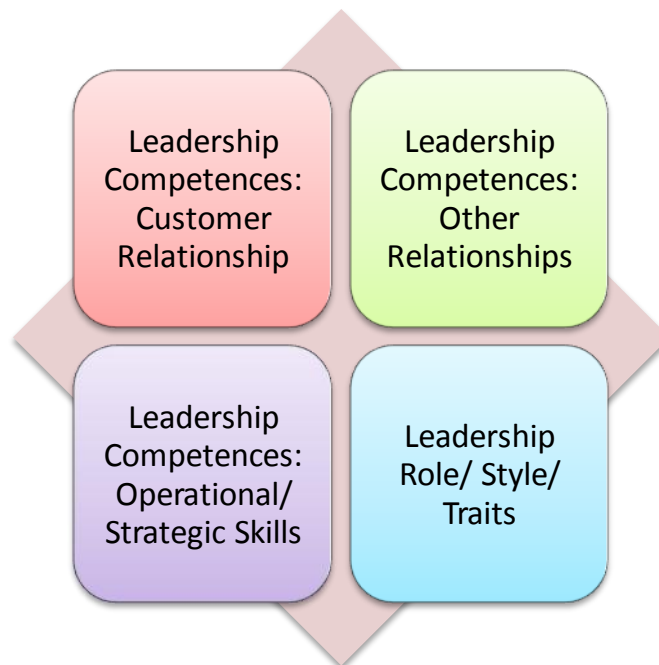 Leadership
Competences:
Customer
Relationship
Leadership
Competences:
Other
Relationships
Leadership
Competences:
Operational/
Strategic Skills
Leadership
Role/ Style/
Traits